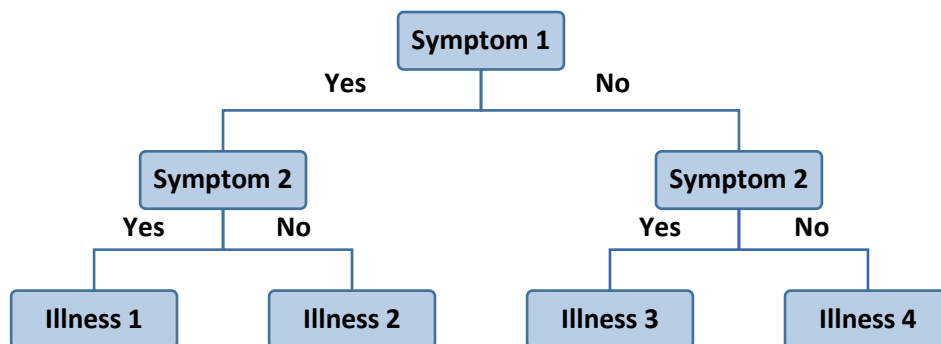 Symptom 1
Yes No
Symptom 2 Symptom 2
Yes No Yes No
Illness 1 Illness 2 Illness 3 Illness 4